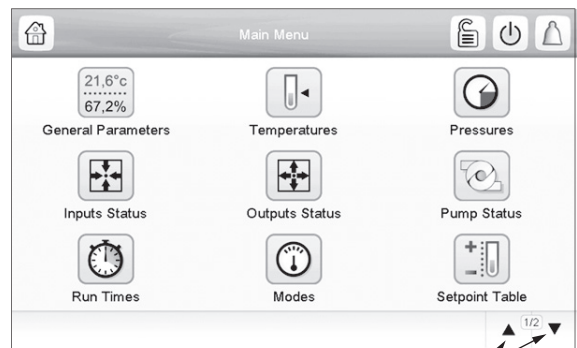 Main Menu
21,6°c
67,2%
General Parameters
Temperatures
Pressures
Inputs Status
Outputs Status
Pump Status
Run Times
Modes
Setpoint Table
1/2